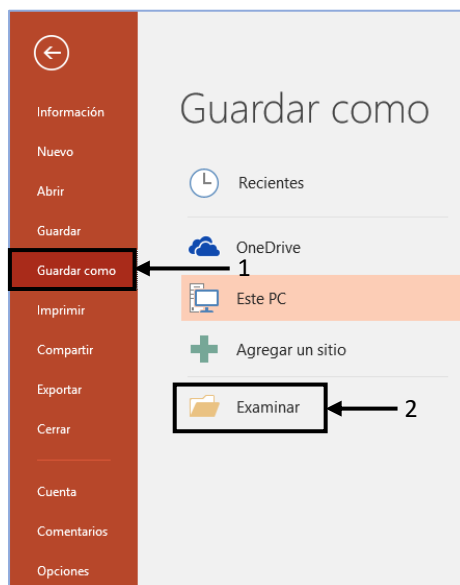 Información
Nuevo
Abrir
Guardar
Guardar como
Imprimir
Compartir
Exportar
Cerrar
Cuenta
Comentarios
Opciones
Guardar como
Recientes
OneDrive
1
Este PC
Agregar un sitio
Examinar
2